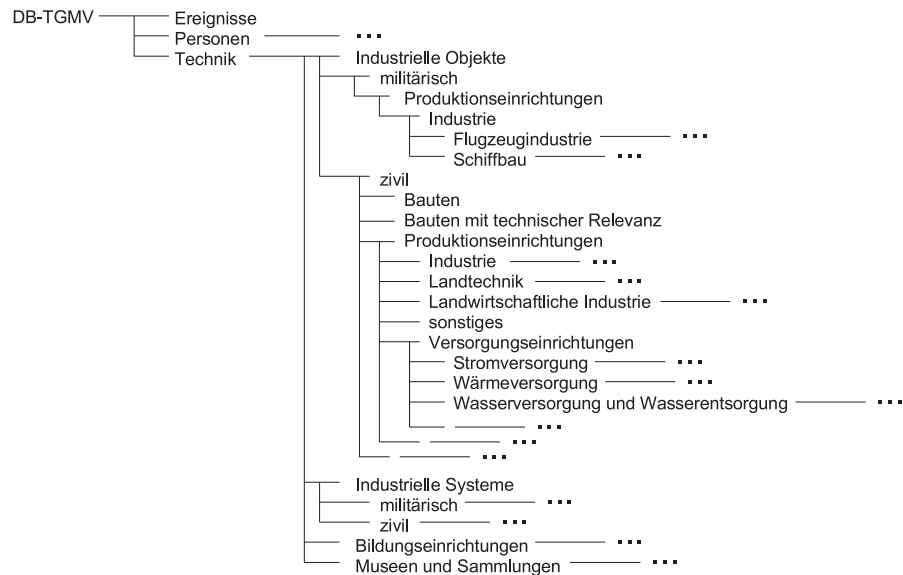 DB-TGMV Ereignisse
Personen ...
Technik Industrielle Objekte
militärisch
Produktionseinrichtungen
Industrie
Flugzeugindustrie ...
Schiffbau ...
zivil
Bauten
Bauten mit technischer Relevanz
Produktionseinrichtungen
Industrie ...
Landtechnik ...
Landwirtschaftliche Industrie ...
sonstiges
Versorgungseinrichtungen
Stromversorgung ...
Wärmeversorgung ...
Wasserversorgung und Wasserentsorgung ...
...
...
...
Industrielle Systeme
militärisch ...
zivil ...
Bildungseinrichtungen ...
Museen und Sammlungen ...